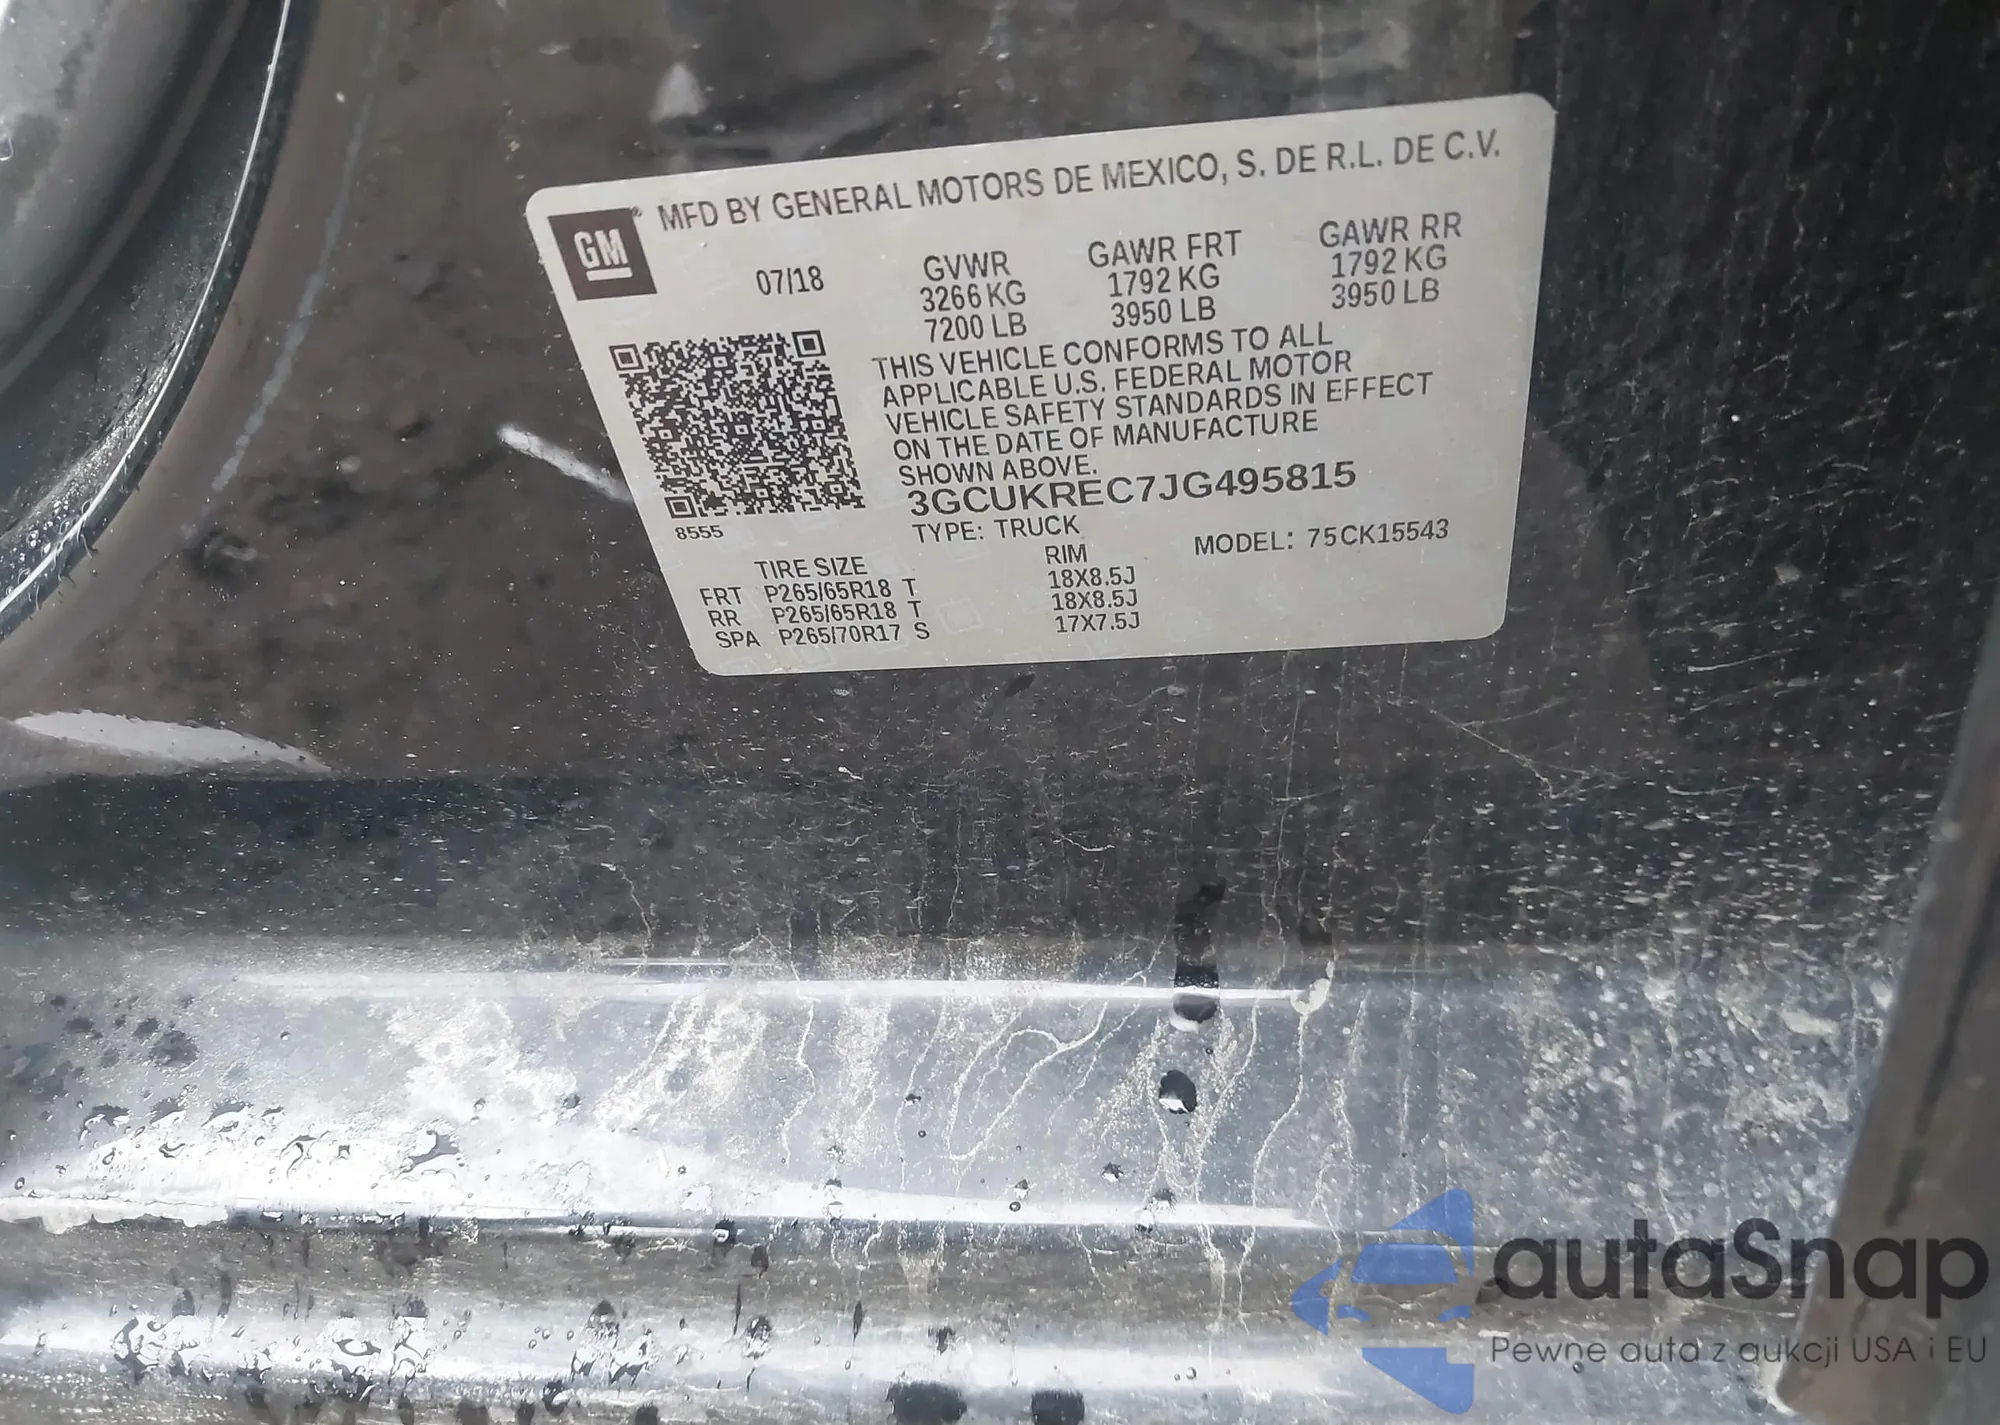 GM® MFD BY GENERAL MOTORS DE MEXICO, S. DE R.L. DE C.V.
07/18
GVWR GAWR FRT GAWR RR
3266 KG 1792 KG 1792 KG
7200 LB 3950 LB 3950 LB
THIS VEHICLE CONFORMS TO ALL
APPLICABLE U.S. FEDERAL MOTOR
VEHICLE SAFETY STANDARDS IN EFFECT
ON THE DATE OF MANUFACTURE
SHOWN ABOVE.
3GCUKREC7JG495815
8555
TYPE: TRUCK MODEL: 75CK15543
TIRE SIZE RIM
FRT P265/65R18 T 18X8.5J
RR P265/65R18 T 18X8.5J
SPA P265/70R17 S 17X7.5J
autaSnap
Pewne auta z aukcji USA i EU